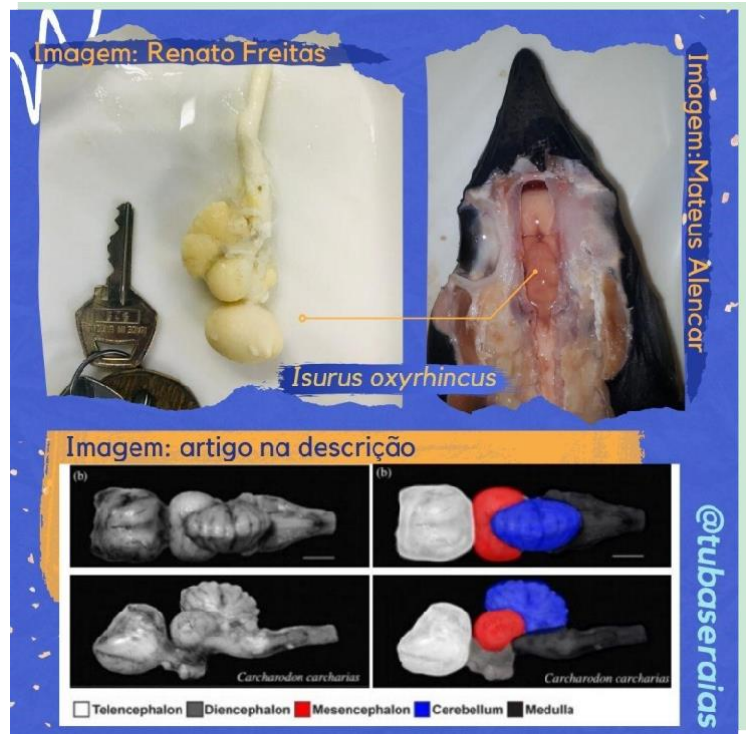 Imagem: Renato Freitas
Imagem:Mateus Alencar
Isurus oxyrhincus
Imagem: artigo na descrição
(b)
(b)
Carcharodon carcharias
Carcharodon carcharias
Telencephalon Diencephalon Mesencephalon Cerebellum Medulla
@tubaseraias